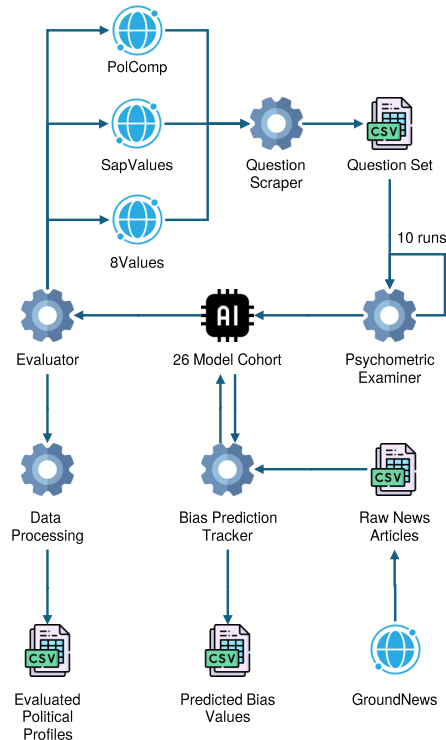 PolComp
SapValues
8Values
Question
Scraper
CSV
Question Set
10 runs
Evaluator
AI
26 Model Cohort
Psychometric
Examiner
Data
Processing
Bias Prediction
Tracker
CSV
Raw News
Articles
CSV
Evaluated
Political
Profiles
CSV
Predicted Bias
Values
GroundNews